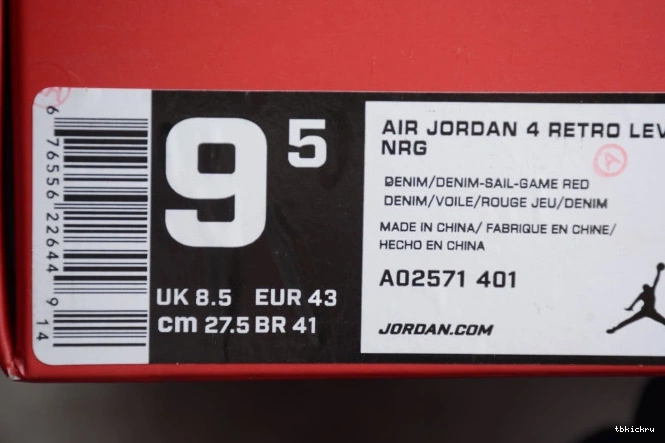 9.5
UK 8.5 EUR 43
cm 27.5 BR 41
6 76556 22644 9
14
AIR JORDAN 4 RETRO LEV
NRG
DENIM/DENIM-SAIL-GAME RED
DENIM/VOILE/ROUGE JEU/DENIM
MADE IN CHINA/ FABRIQUE EN CHINE/
HECHO EN CHINA
AO2571 401
JORDAN.COM
tbkickru